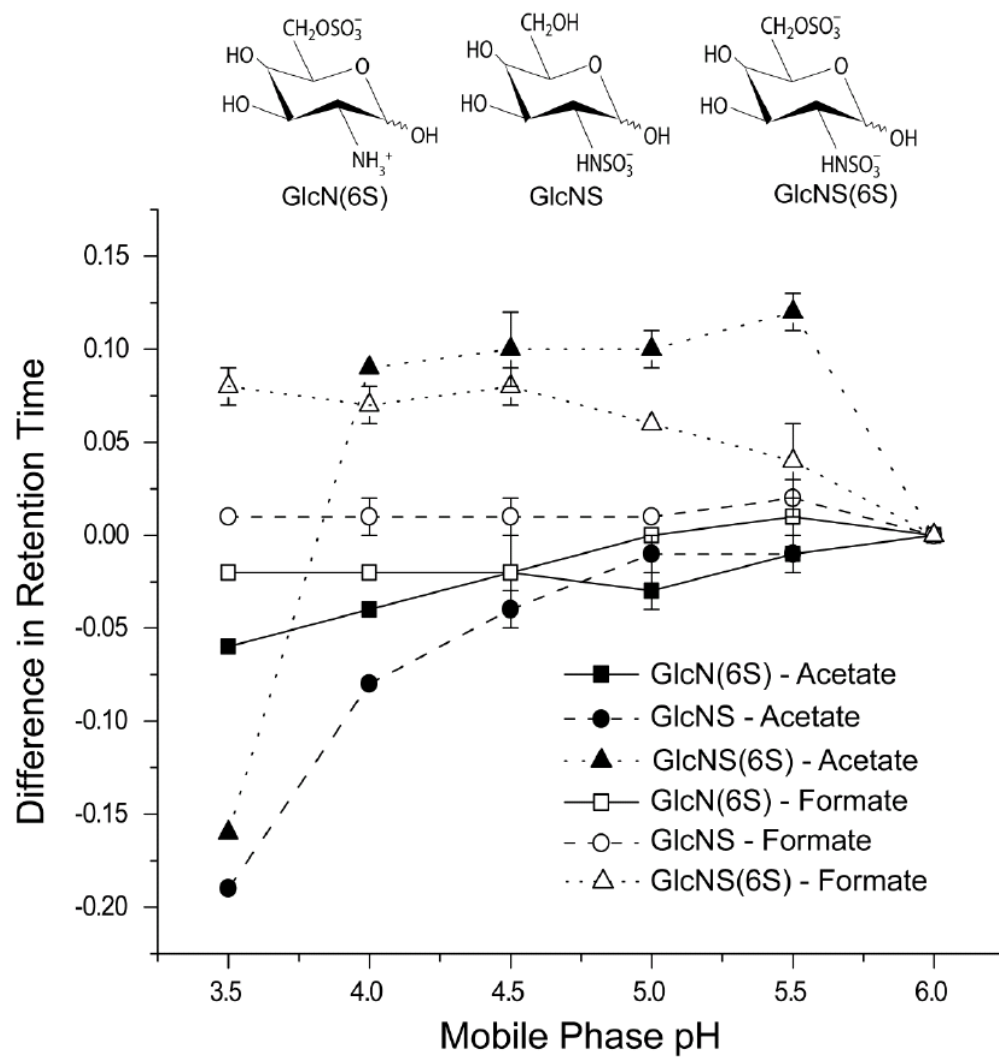 CH2OSO3−
HO
O
HO
OH
NH3+
GlcN(6S)
CH2OH
HO
O
HO
OH
HNSO3−
GlcNS
CH2OSO3−
HO
O
HO
OH
HNSO3−
GlcNS(6S)
Difference in Retention Time
0.15
0.10
0.05
0.00
-0.05
-0.10
-0.15
-0.20
GlcN(6S) - Acetate
GlcNS - Acetate
GlcNS(6S) - Acetate
GlcN(6S) - Formate
GlcNS - Formate
GlcNS(6S) - Formate
3.5 4.0 4.5 5.0 5.5 6.0
Mobile Phase pH